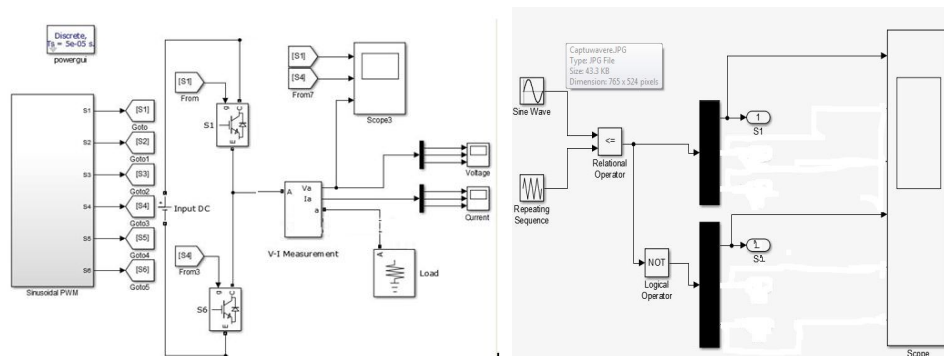 Discrete,
Ts = 5e-05 s.
powergui
S1
S2
S3
S4
S5
S6
Sinusoidal PWM
[S1]
Goto
[S2]
Goto1
[S3]
Goto2
[S4]
Goto3
[S5]
Goto4
[S6]
Goto5
Input DC
[S1]
From
g C
S1
E
[S4]
From3
g C
S6
E
[S1]
[S4]
From7
Scope3
A
Va
Ia
a
V-I Measurement
Voltage
Current
A
Load
Captuwavere.JPG
Type: JPG File
Size: 43.3 KB
Dimension: 765 x 524 pixels
Sine Wave
Repeating
Sequence
<=
Relational
Operator
NOT
Logical
Operator
1
S1
Scope